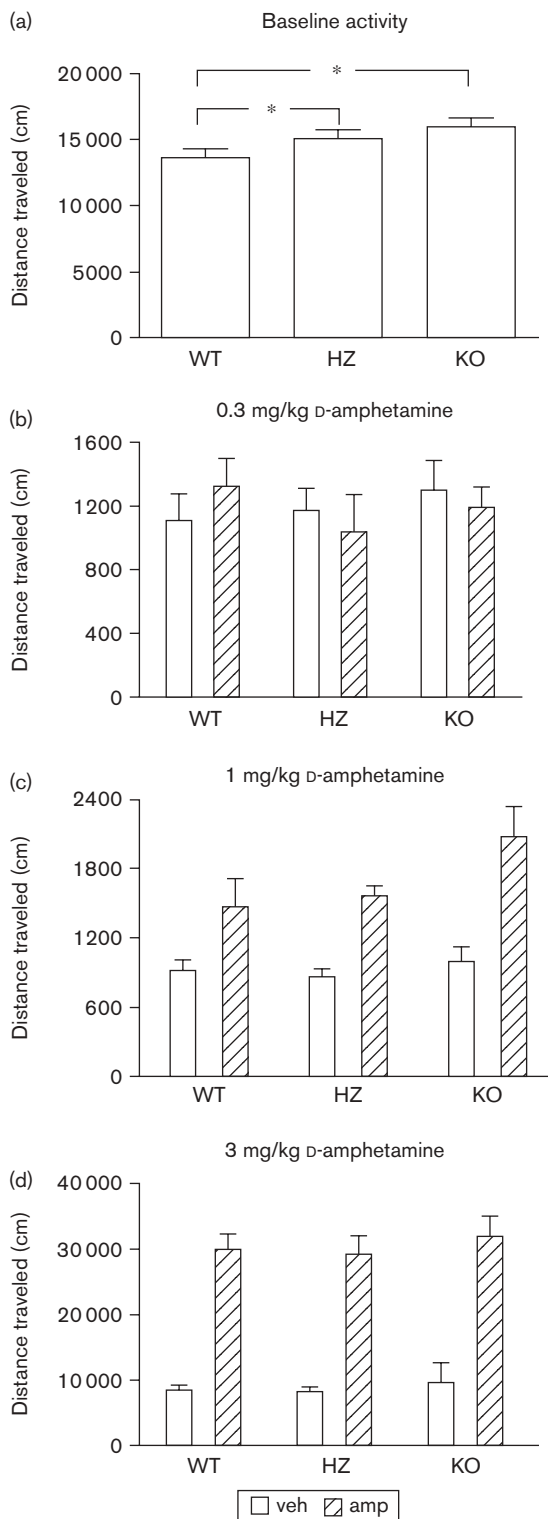 (a)
Baseline activity
Distance traveled (cm)
20 000
15 000
10 000
5000
0
*
*
WT HZ KO
(b)
0.3 mg/kg D-amphetamine
Distance traveled (cm)
1600
1200
800
400
0
WT HZ KO
(c)
1 mg/kg D-amphetamine
Distance traveled (cm)
2400
1800
1200
600
0
WT HZ KO
(d)
3 mg/kg D-amphetamine
Distance traveled (cm)
40 000
30 000
20 000
10 000
0
WT HZ KO
veh amp